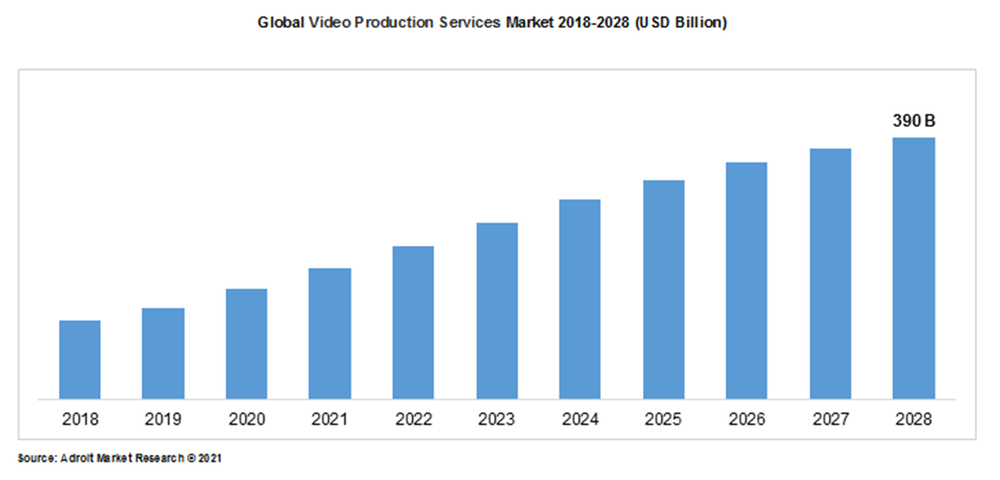 Global Video Production Services Market 2018-2028 (USD Billion)
390 B
2018 2019 2020 2021 2022 2023 2024 2025 2026 2027 2028
Source: Adroit Market Research © 2021